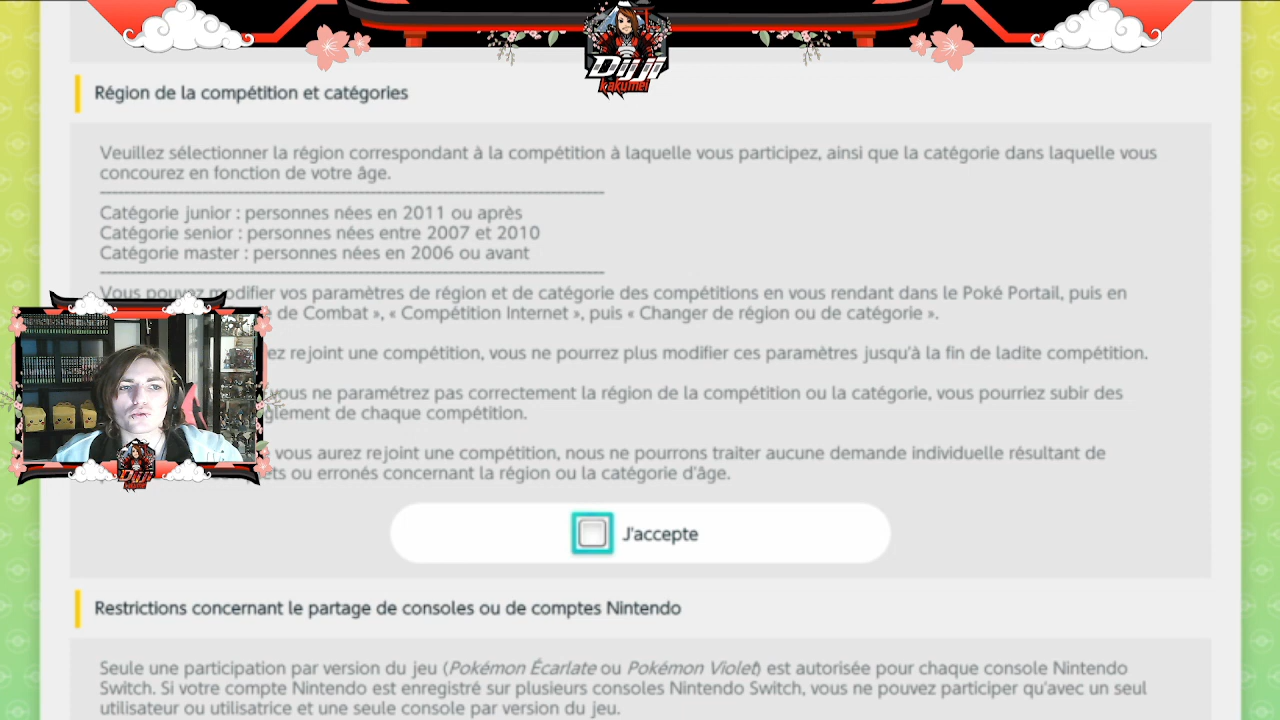 Dijji
kakumei
Région de la compétition et catégories
Veuillez sélectionner la région correspondant à la compétition à laquelle vous participez, ainsi que la catégorie dans laquelle vous
concourez en fonction de votre âge.
Catégorie junior : personnes nées en 2011 ou après
Catégorie senior : personnes nées entre 2007 et 2010
Catégorie master : personnes nées en 2006 ou avant
Vous pouvez modifier vos paramètres de région et de catégorie des compétitions en vous rendant dans le Poké Portail, puis en
de Combat », « Compétition Internet », puis « Changer de région ou de catégorie ».
rejoint une compétition, vous ne pourrez plus modifier ces paramètres jusqu'à la fin de ladite compétition.
vous ne paramétrez pas correctement la région de la compétition ou la catégorie, vous pourriez subir des
de chaque compétition.
vous aurez rejoint une compétition, nous ne pourrons traiter aucune demande individuelle résultant de
ou erronés concernant la région ou la catégorie d'âge.
J'accepte
Restrictions concernant le partage de consoles ou de comptes Nintendo
Seule une participation par version du jeu (Pokémon Écarlate ou Pokémon Violet) est autorisée pour chaque console Nintendo
Switch. Si votre compte Nintendo est enregistré sur plusieurs consoles Nintendo Switch, vous ne pouvez participer qu'avec un seul
utilisateur ou utilisatrice et une seule console par version du jeu.